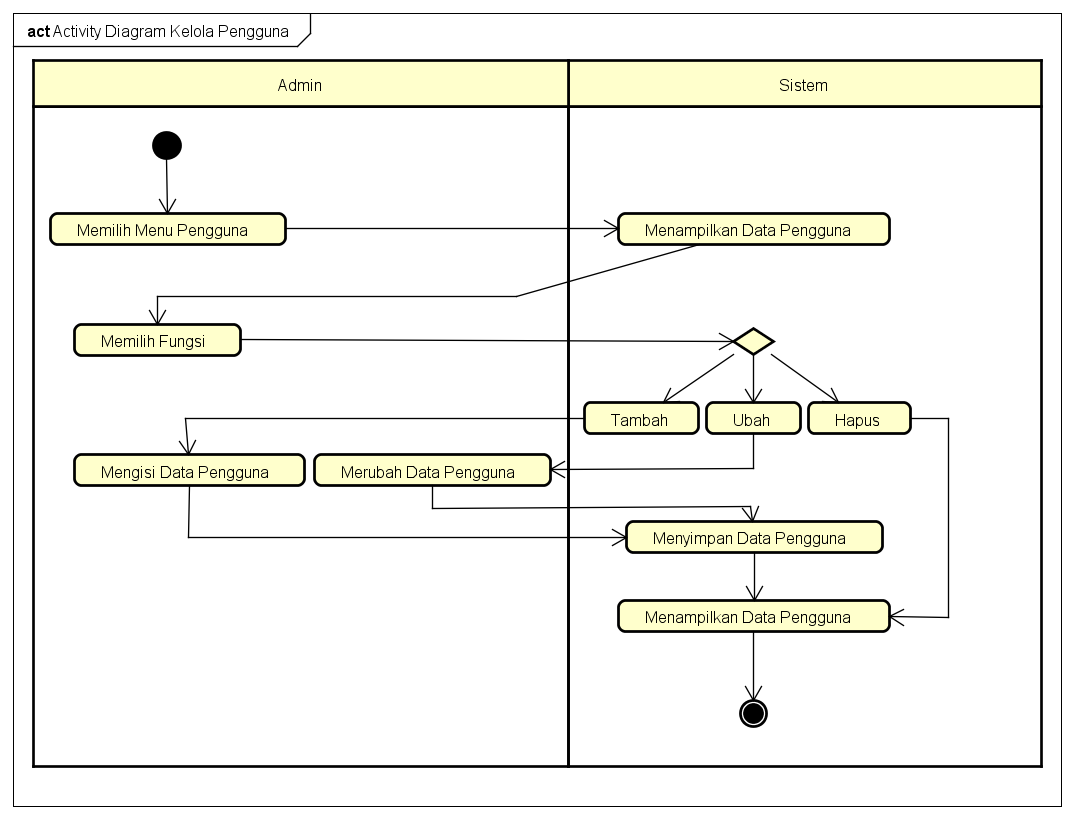 act Activity Diagram Kelola Pengguna
Admin
Sistem
Memilih Menu Pengguna
Menampilkan Data Pengguna
Memilih Fungsi
Tambah
Ubah
Hapus
Mengisi Data Pengguna
Merubah Data Pengguna
Menyimpan Data Pengguna
Menampilkan Data Pengguna